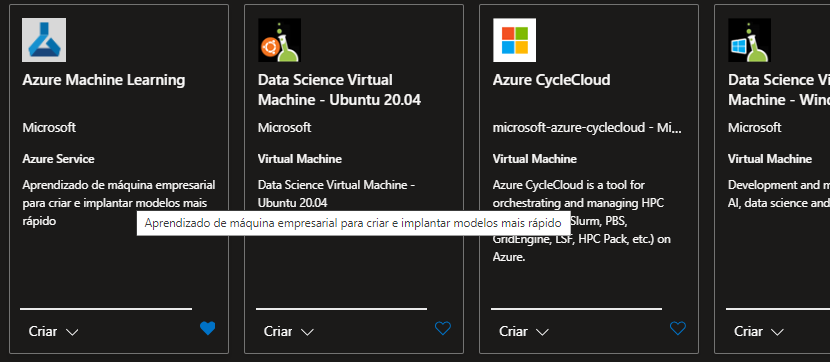 Azure Machine Learning
Microsoft
Azure Service
Aprendizado de máquina empresarial
para criar e implantar modelos mais
rápido
Criar
Data Science Virtual
Machine - Ubuntu 20.04
Microsoft
Virtual Machine
Data Science Virtual Machine -
Ubuntu 20.04
Criar
Azure CycleCloud
microsoft-azure-cyclecloud - Mi...
Virtual Machine
Azure CycleCloud is a tool for
orchestrating and managing HPC
Slurm, PBS,
GridEngine, LSF, HPC Pack, etc.) on
Azure.
Criar
Data Science
Machine -
Microsoft
Virtual Machine
Development and
AI, data science and
Criar
Aprendizado de máquina empresarial para criar e implantar modelos mais rápido